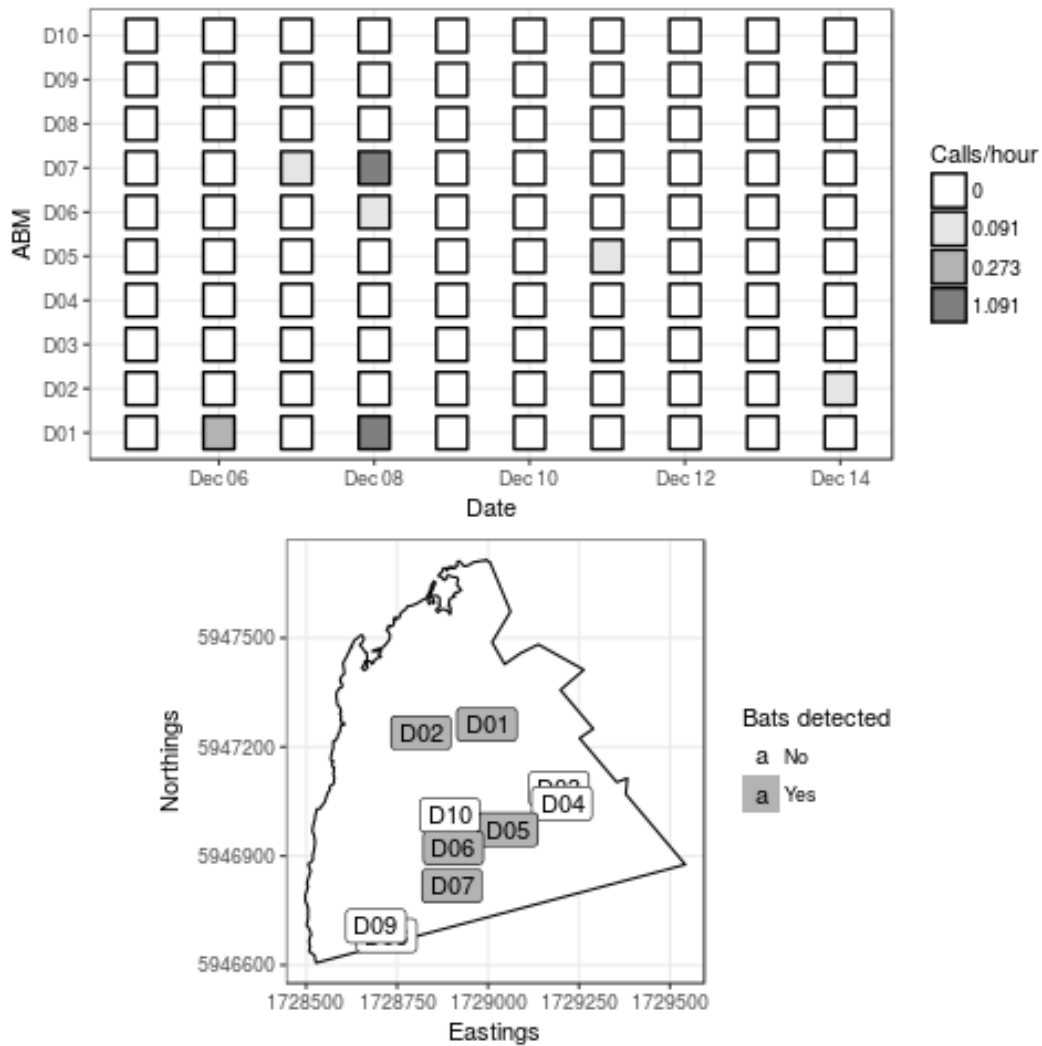 D10
D09
D08
D07
D06
D05
D04
D03
D02
D01
ABM
Dec 06
Dec 08
Dec 10
Dec 12
Dec 14
Date
Calls/hour
0
0.091
0.273
1.091
5947500
5947200
5946900
5946600
Northings
D02
D01
D03
D04
D10
D05
D06
D07
D09
1728500
1728750
1729000
1729250
1729500
Eastings
Bats detected
a No
a Yes